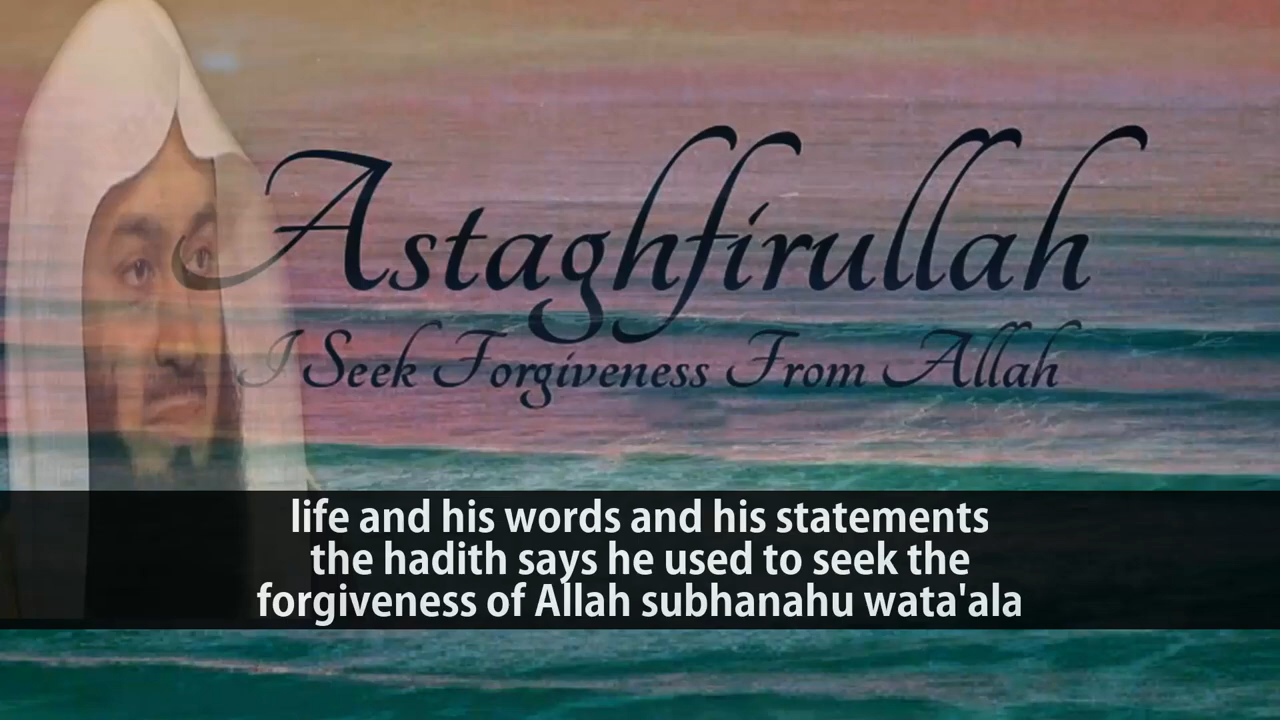 Astaghfirullah
I Seek Forgiveness From Allah
life and his words and his statements
the hadith says he used to seek the
forgiveness of Allah subhanahu wata'ala